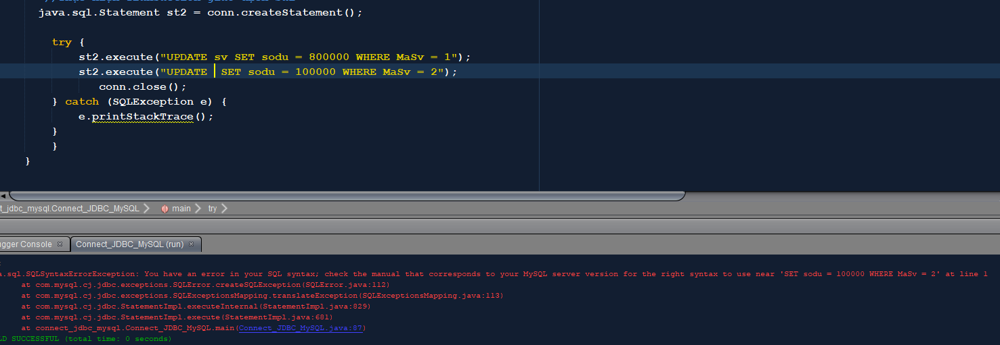 java.sql.Statement st2 = conn.createStatement();
try {
st2.execute("UPDATE sv SET sodu = 800000 WHERE MaSv = 1");
st2.execute("UPDATE  SET sodu = 100000 WHERE MaSv = 2");
conn.close();
} catch (SQLException e) {
e.printStackTrace();
}
}
}
t_jdbc_mysql.Connect_JDBC_MySQL main try
ugger Console Connect_JDBC_MySQL (run)
:
a.sql.SQLSyntaxErrorException: You have an error in your SQL syntax; check the manual that corresponds to your MySQL server version for the right syntax to use near 'SET sodu = 100000 WHERE MaSv = 2' at line 1
at com.mysql.cj.jdbc.exceptions.SQLError.createSQLException(SQLError.java:112)
at com.mysql.cj.jdbc.exceptions.SQLExceptionsMapping.translateException(SQLExceptionsMapping.java:113)
at com.mysql.cj.jdbc.StatementImpl.executeInternal(StatementImpl.java:829)
at com.mysql.cj.jdbc.StatementImpl.execute(StatementImpl.java:681)
at connect_jdbc_mysql.Connect_JDBC_MySQL.main(Connect_JDBC_MySQL.java:87)
LD SUCCESSFUL (total time: 0 seconds)